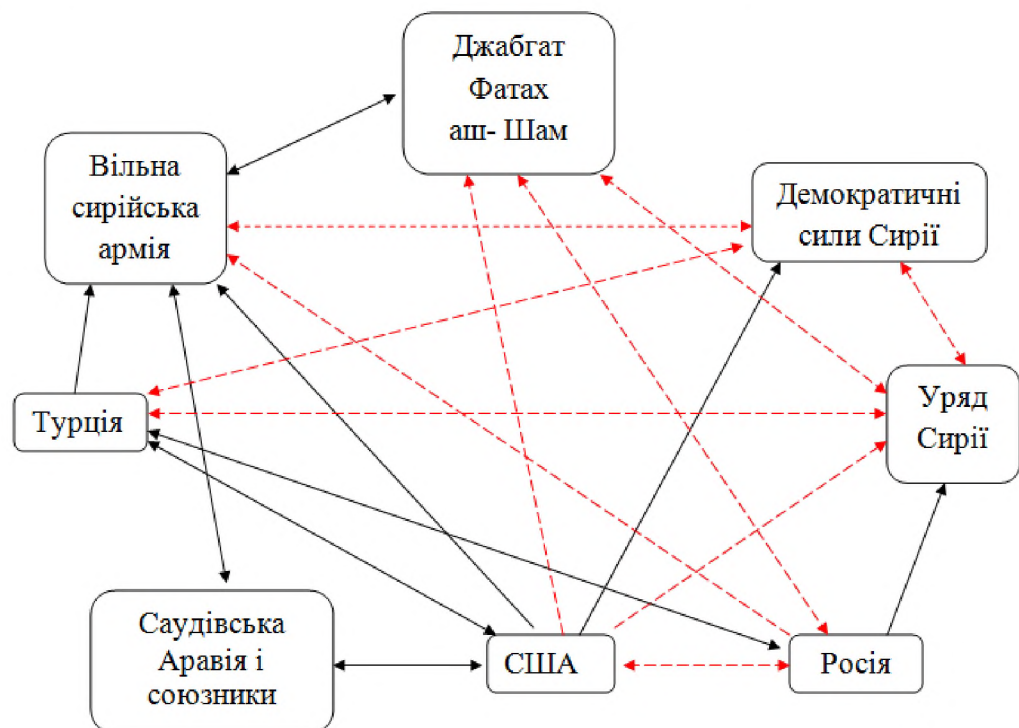 Джабгат
Фатах
аш- Шам
Вільна
сирійська
армія
Демократичні
сили Сирії
Турція
Уряд
Сирії
Саудівська
Аравія і
союзники
США
Росія